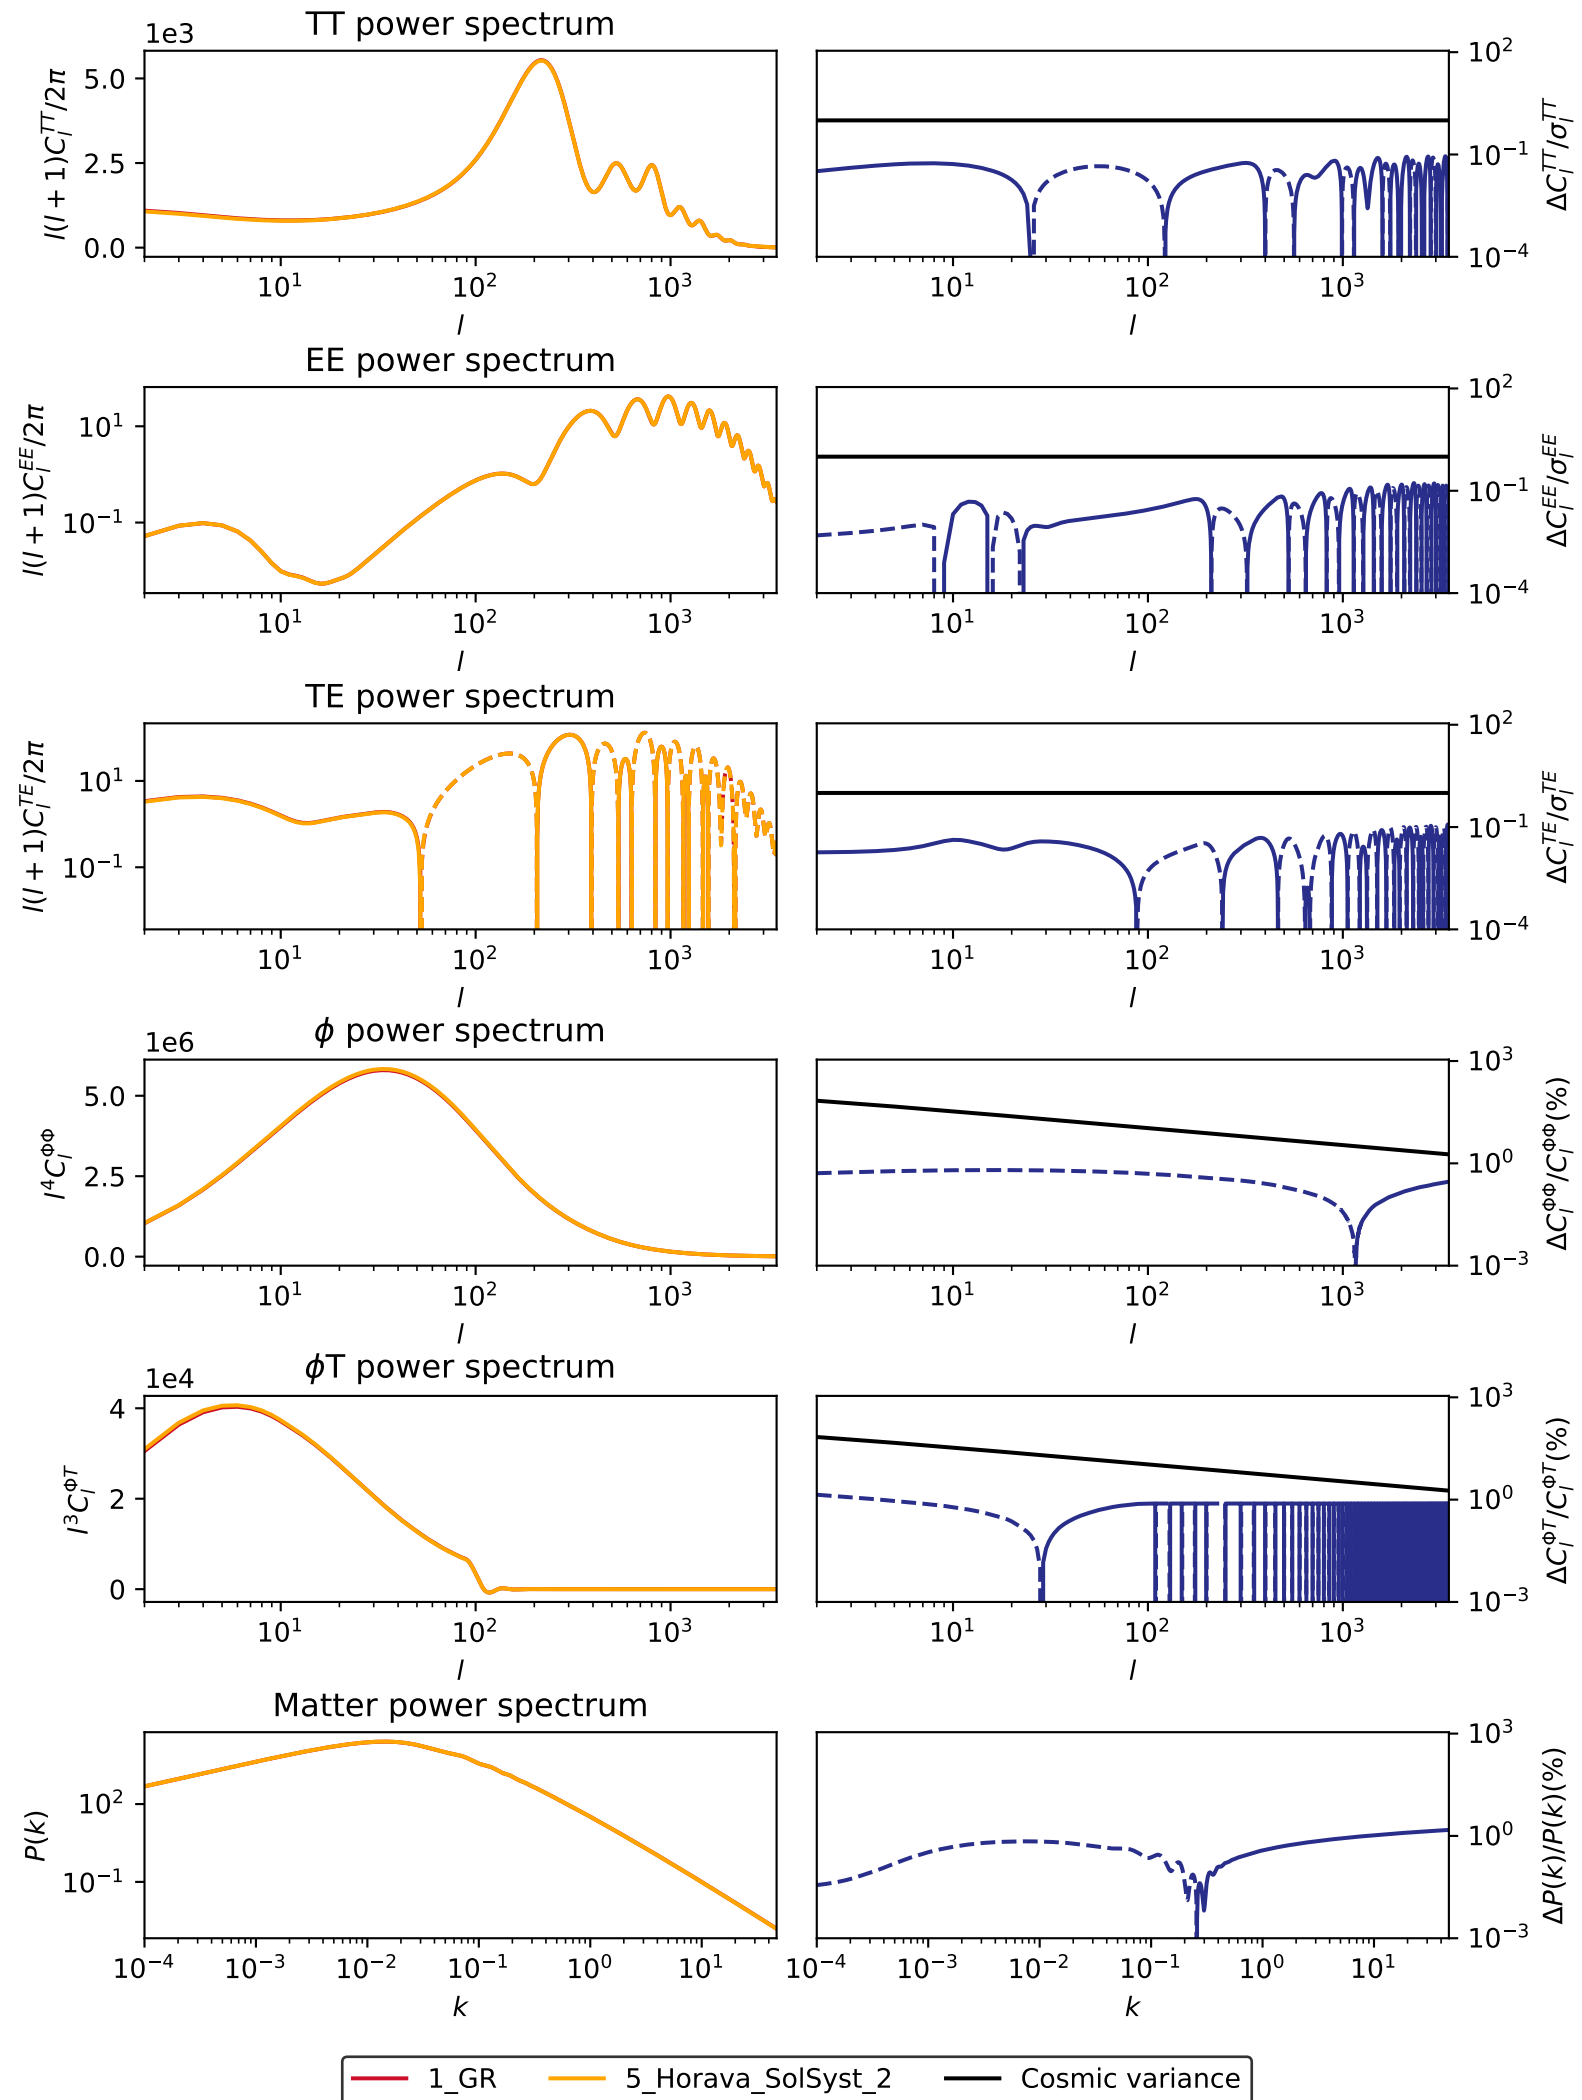 TT power spectrum
1e3
l(l + 1)C_l^{TT}/2π
5.0
2.5
0.0
10^1 10^2 10^3
l
10^2
10^{-1}
10^{-4}
ΔC_l^{TT}/σ_l^{TT}
10^1 10^2 10^3
l
EE power spectrum
l(l + 1)C_l^{EE}/2π
10^1
10^{-1}
10^1 10^2 10^3
l
10^2
10^{-1}
10^{-4}
ΔC_l^{EE}/σ_l^{EE}
10^1 10^2 10^3
l
TE power spectrum
l(l + 1)C_l^{TE}/2π
10^1
10^{-1}
10^1 10^2 10^3
l
10^2
10^{-1}
10^{-4}
ΔC_l^{TE}/σ_l^{TE}
10^1 10^2 10^3
l
ϕ power spectrum
1e6
l^4C_l^{ΦΦ}
5.0
2.5
0.0
10^1 10^2 10^3
l
10^3
10^0
10^{-3}
ΔC_l^{ΦΦ}/C_l^{ΦΦ}(%)
10^1 10^2 10^3
l
ϕT power spectrum
1e4
l^3C_l^{ΦT}
4
2
0
10^1 10^2 10^3
l
10^3
10^0
10^{-3}
ΔC_l^{ΦT}/C_l^{ΦT}(%)
10^1 10^2 10^3
l
Matter power spectrum
P(k)
10^2
10^{-1}
10^{-4} 10^{-3} 10^{-2} 10^{-1} 10^0 10^1
k
10^3
10^0
10^{-3}
ΔP(k)/P(k)(%)
10^{-4} 10^{-3} 10^{-2} 10^{-1} 10^0 10^1
k
1_GR 5_Horava_SolSyst_2 Cosmic variance